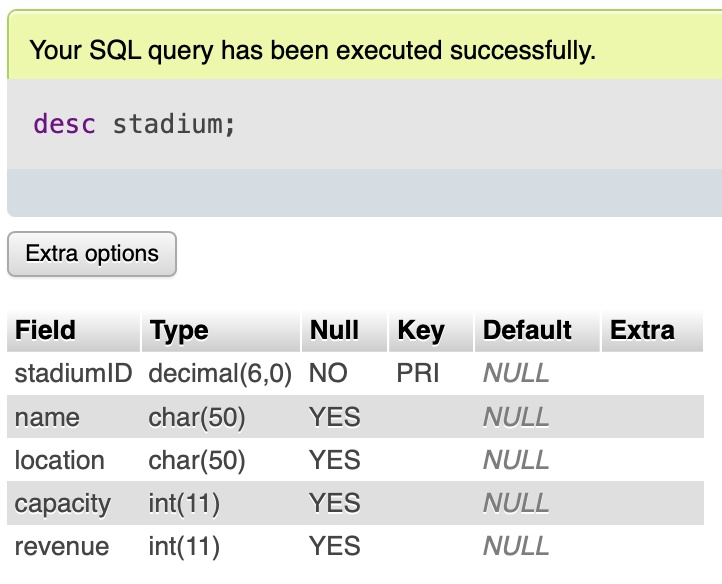 Your SQL query has been executed successfully.
desc stadium;
Extra options
Field Type Null Key Default Extra
stadiumID decimal(6,0) NO PRI NULL
name char(50) YES NULL
location char(50) YES NULL
capacity int(11) YES NULL
revenue int(11) YES NULL